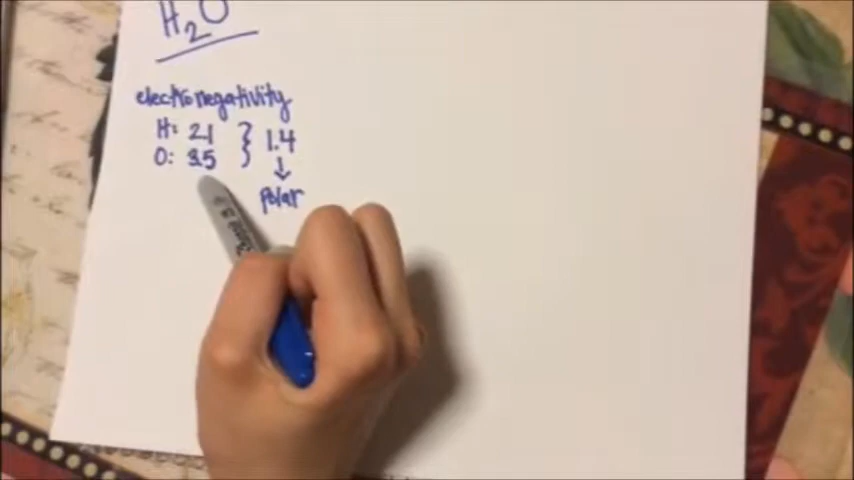 H2O
electronegativity
H: 2.1
O: 3.5
} 1.4
↓
Polar